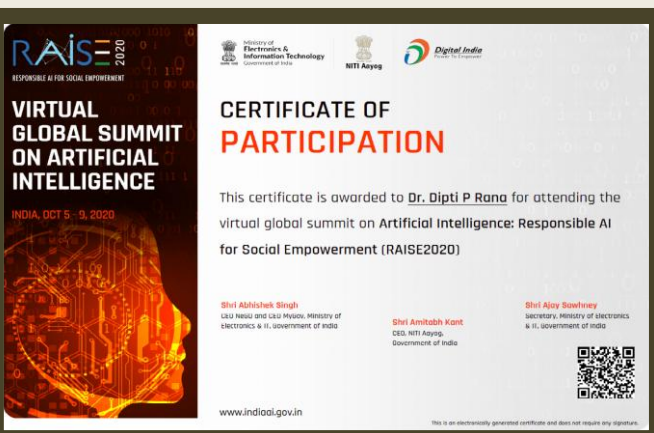 RAISE 2020
RESPONSIBLE AI FOR SOCIAL EMPOWERMENT
VIRTUAL
GLOBAL SUMMIT
ON ARTIFICIAL
INTELLIGENCE
INDIA, OCT 5 - 9, 2020
Ministry of
Electronics &
Information Technology
Government of India
NITI Aayog
Digital India
Power To Empower
CERTIFICATE OF
PARTICIPATION
This certificate is awarded to Dr. Dipti P Rana for attending the
virtual global summit on Artificial Intelligence: Responsible AI
for Social Empowerment (RAISE2020)
Shri Abhishek Singh
CEO NeGD and CEO MyGov, Ministry of
Electronics & IT, Government of India
Shri Amitabh Kant
CEO, NITI Aayog,
Government of India
Shri Ajay Sawhney
Secretary, Ministry of Electronics
& IT, Government of India
www.indiaai.gov.in
This is an electronically generated certificate and does not require any signature.